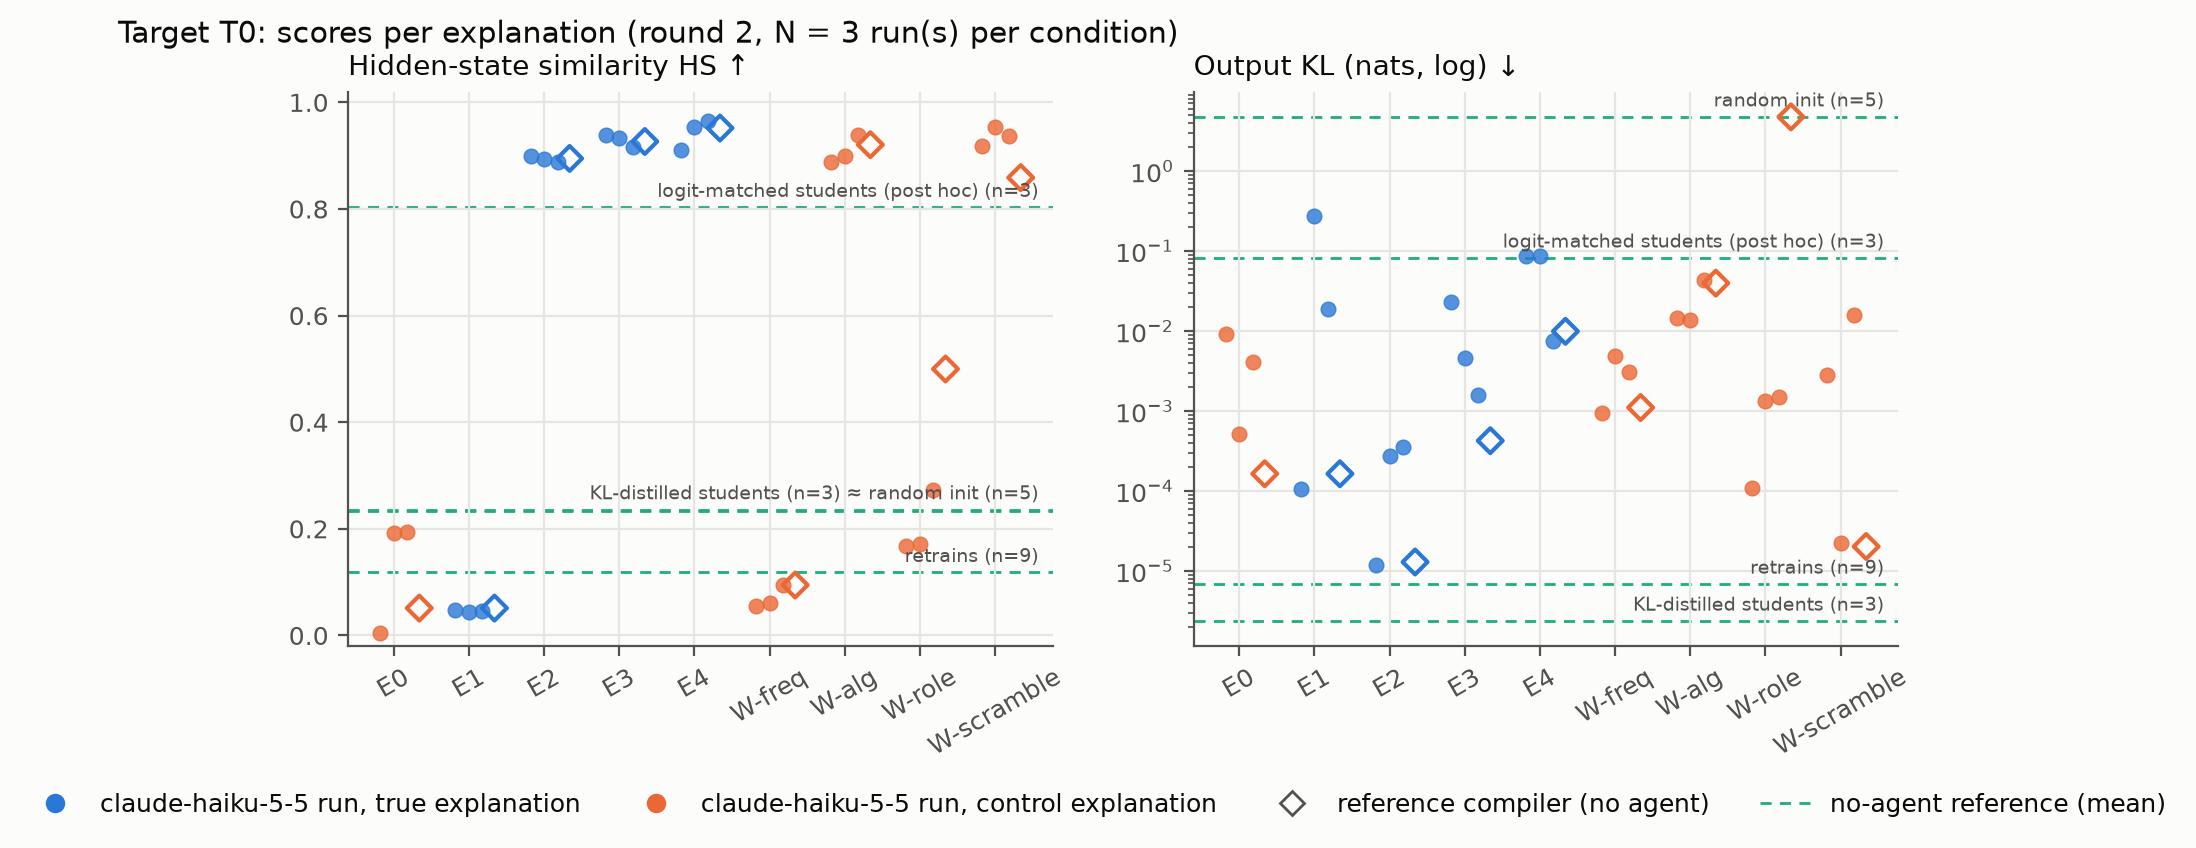 Target T0: scores per explanation (round 2, N = 3 run(s) per condition)
Hidden-state similarity HS ↑
1.0
0.8
0.6
0.4
0.2
0.0
logit-matched students (post hoc) (n=3)
KL-distilled students (n=3) ≈ random init (n=5)
retrains (n=9)
E0
E1
E2
E3
E4
W-freq
W-alg
W-role
W-scramble
Output KL (nats, log) ↓
10⁰
10⁻¹
10⁻²
10⁻³
10⁻⁴
10⁻⁵
random init (n=5)
logit-matched students (post hoc) (n=3)
retrains (n=9)
KL-distilled students (n=3)
E0
E1
E2
E3
E4
W-freq
W-alg
W-role
W-scramble
claude-haiku-5-5 run, true explanation
claude-haiku-5-5 run, control explanation
reference compiler (no agent)
no-agent reference (mean)